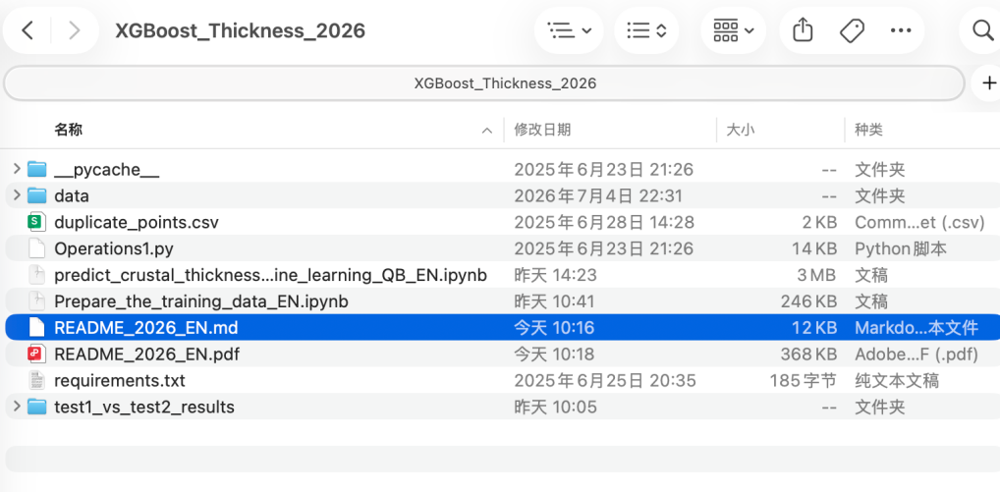 XGBoost_Thickness_2026
XGBoost_Thickness_2026
名称 修改日期 大小 种类
__pycache__ 2025年6月23日 21:26 -- 文件夹
data 2026年7月4日 22:31 -- 文件夹
duplicate_points.csv 2025年6月28日 14:28 2 KB Comm...et (.csv)
Operations1.py 2025年6月23日 21:26 14 KB Python脚本
predict_crustal_thickness...ine_learning_QB_EN.ipynb 昨天 14:23 3 MB 文稿
Prepare_the_training_data_EN.ipynb 昨天 10:41 246 KB 文稿
README_2026_EN.md 今天 10:16 12 KB Markdo...本文件
README_2026_EN.pdf 今天 10:18 368 KB Adobe...F (.pdf)
requirements.txt 2025年6月25日 20:35 185字节 纯文本文稿
test1_vs_test2_results 昨天 10:05 -- 文件夹